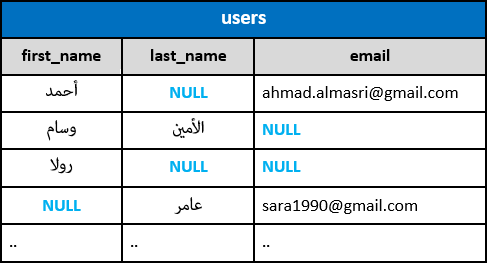 users
first_name last_name email
أحمد NULL ahmad.almasri@gmail.com
وسام الأمين NULL
رولا NULL NULL
NULL عامر sara1990@gmail.com
.. .. ..